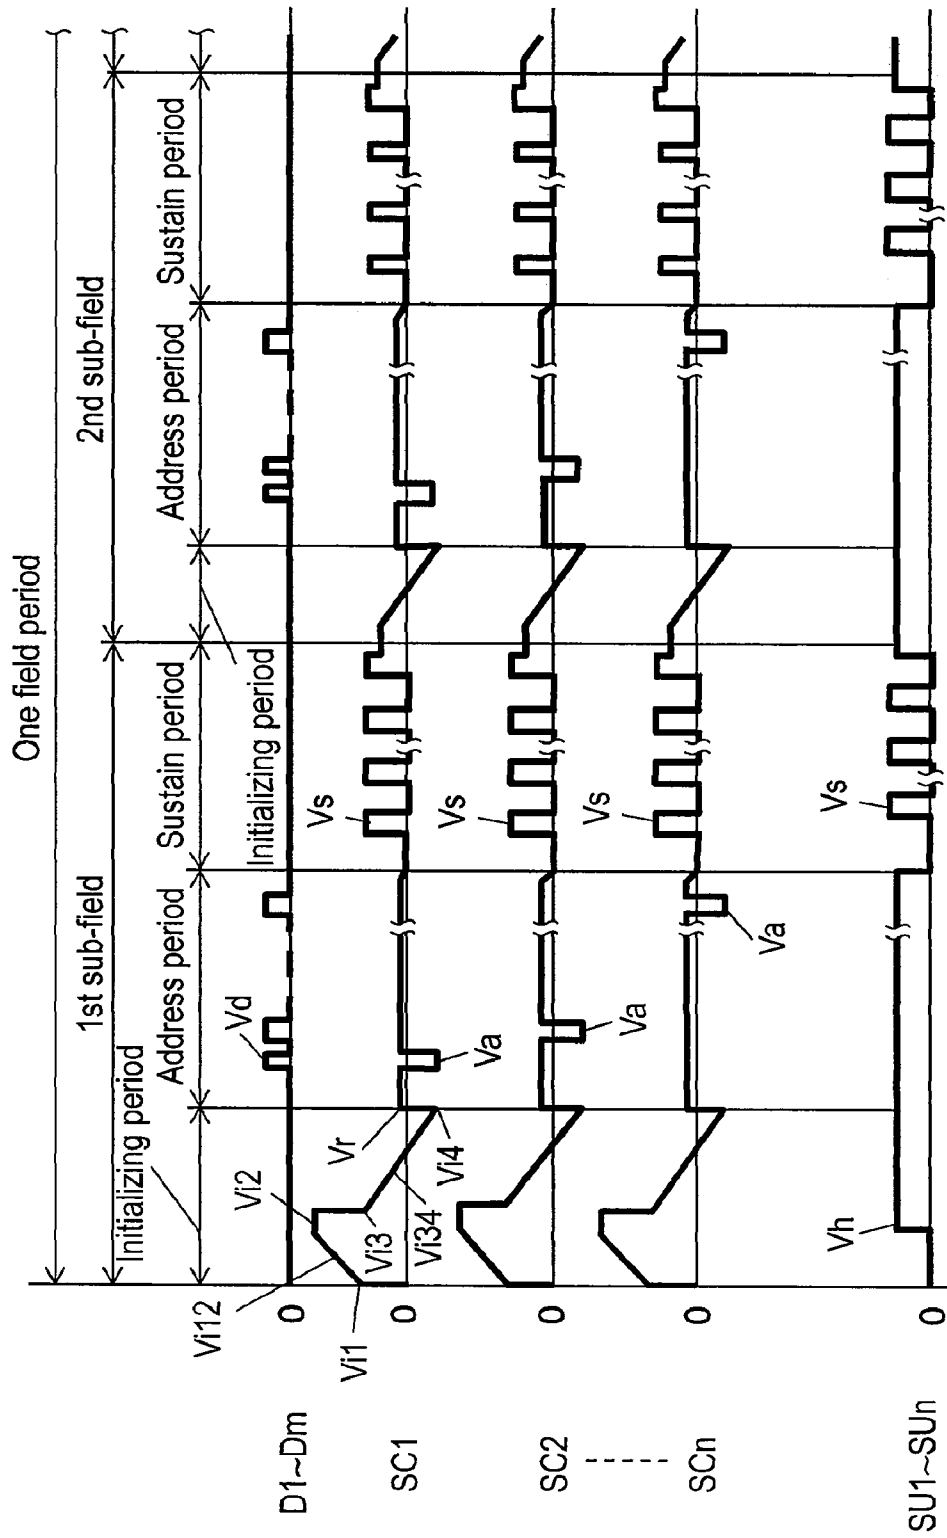 One field period
1st sub-field
2nd sub-field
Initializing period
Address period
Sustain period
Initializing period
Address period
Sustain period
Vi12
Vi2
Vd
D1~Dm
0
Vi1
Vi3
Vi34
Vi4
Vr
Va
Vs
SC1
0
Va
Vs
SC2
0
Va
Vs
SCn
0
Vh
Vs
SU1~SUn
0